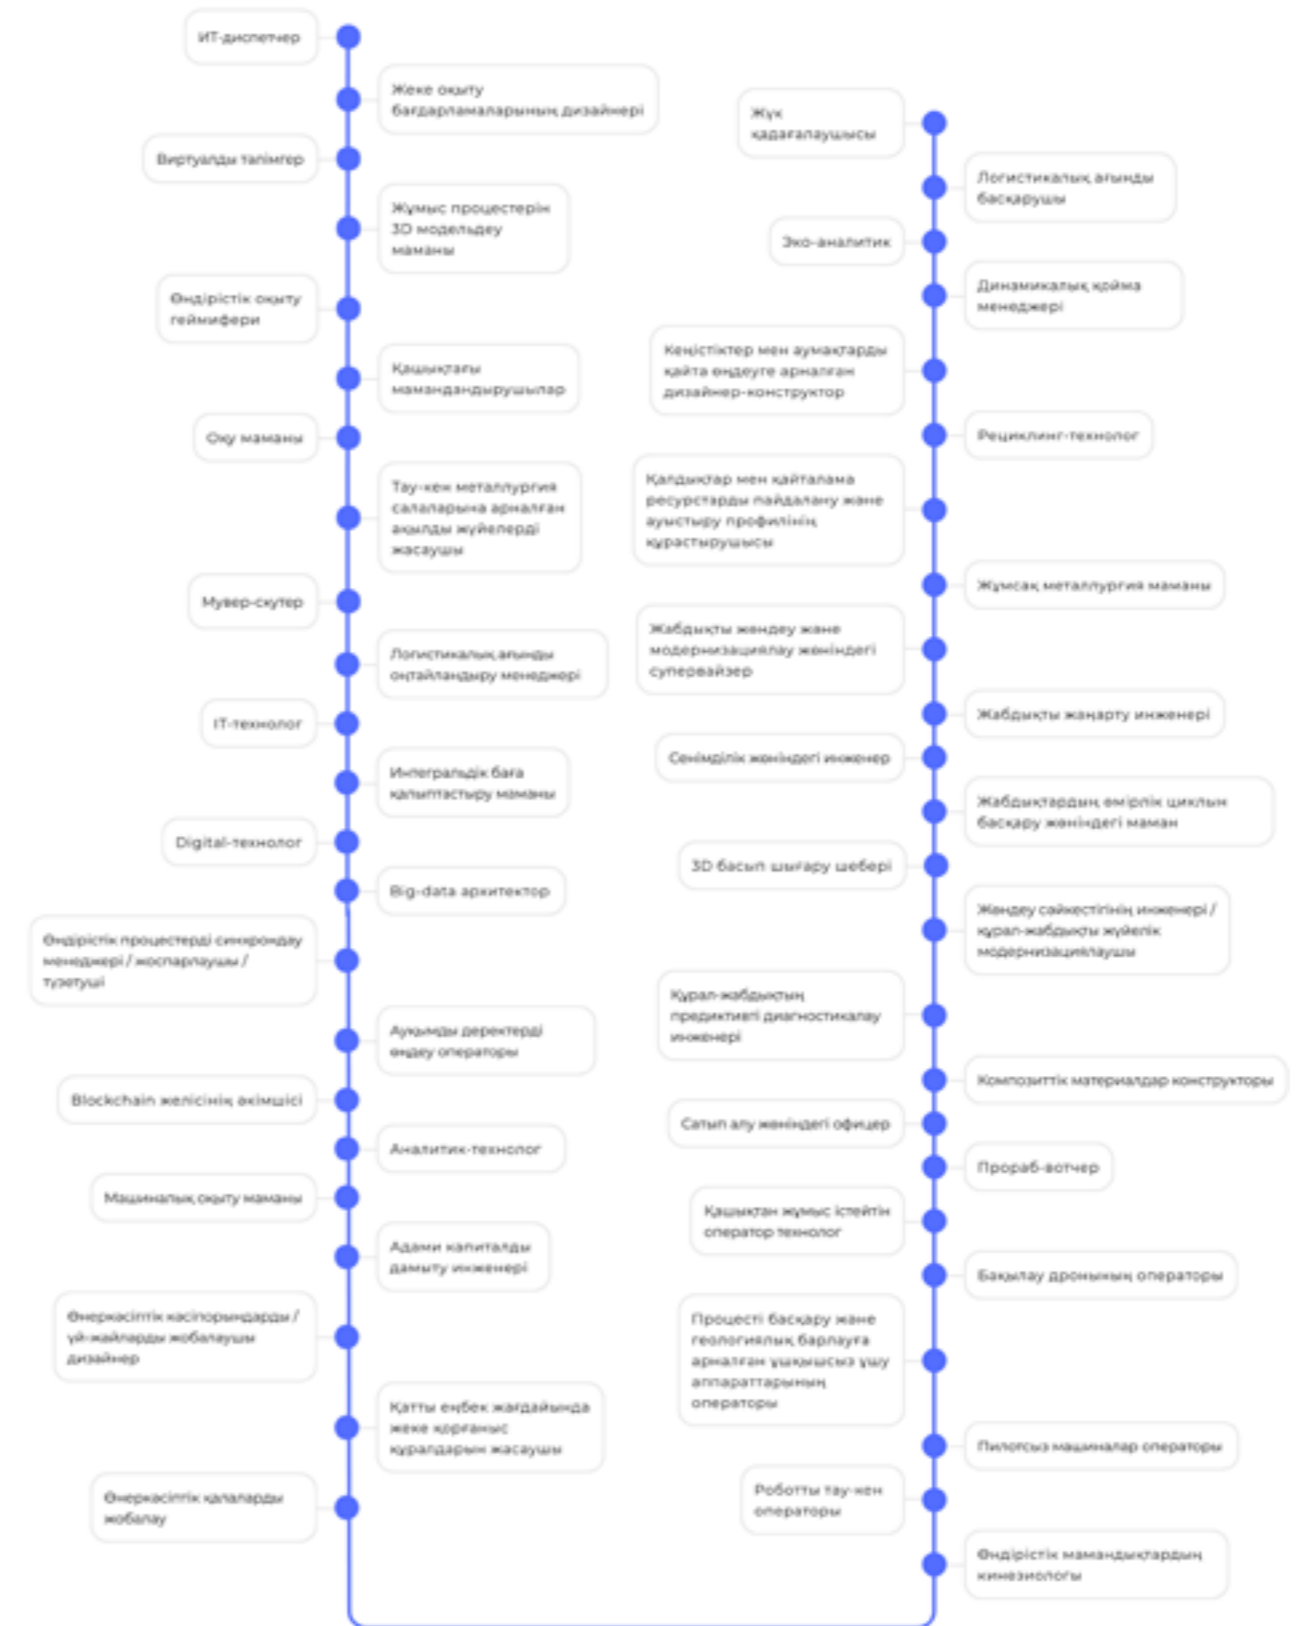 ИТ-диспетчер
Жеке оқыту
бағдарламаларының дизайнері
Виртуалды тәлімгер
Жұмыс процестерін
3D модельдеу
маманы
Өндірістік оқыту
геймифері
Қашықтағы
мамандандырушылар
Оқу маманы
Тау-кен металлургия
салаларына арналған
ақылды жүйелерді
жасаушы
Мувер-скутер
Логистикалық ағынды
оңтайландыру менеджері
IT-технолог
Интегральдік баға
қалыптастыру маманы
Digital-технолог
Big-data архитектор
Өндірістік процестерді синхрондау
менеджері / жоспарлаушы /
түзетуші
Ауқымды деректерді
өңдеу операторы
Blockchain желісінің әкімшісі
Аналитик-технолог
Машиналық оқыту маманы
Адами капиталды
дамыту инженері
Өнеркәсіптік кәсіпорындарды /
үй-жайларды жобалаушы
дизайнер
Қатты еңбек жағдайында
жеке қорғаныс
құралдарын жасаушы
Өнеркәсіптік қалаларды
жобалау
Жүк
қадағалаушысы
Логистикалық ағынды
басқарушы
Эко-аналитик
Динамикалық қойма
менеджері
Кеңістіктер мен аумақтарды
қайта өңдеуге арналған
дизайнер-конструктор
Рециклинг-технолог
Қалдықтар мен қайталама
ресурстарды пайдалану және
ауыстыру профилінің
құрастырушысы
Жұмсақ металлургия маманы
Жабдықты жөндеу және
модернизациялау жөніндегі
супервайзер
Жабдықты жаңарту инженері
Сенімділік жөніндегі инженер
Жабдықтардың өмірлік циклын
басқару жөніндегі маман
3D басып шығару шебері
Жөндеу сәйкестігінің инженері /
құрал-жабдықты жүйелік
модернизациялаушы
Құрал-жабдықтың
предиктивті диагностикалау
инженері
Композиттік материалдар конструкторы
Сатып алу жөніндегі офицер
Прораб-вотчер
Қашықтан жұмыс істейтін
оператор технолог
Бақылау дронының операторы
Процесті басқару және
геологиялық барлауға
арналған ұшқышсыз ұшу
аппараттарының
операторы
Пилотсыз машиналар операторы
Роботты тау-кен
операторы
Өндірістік мамандықтардың
кинезиологы